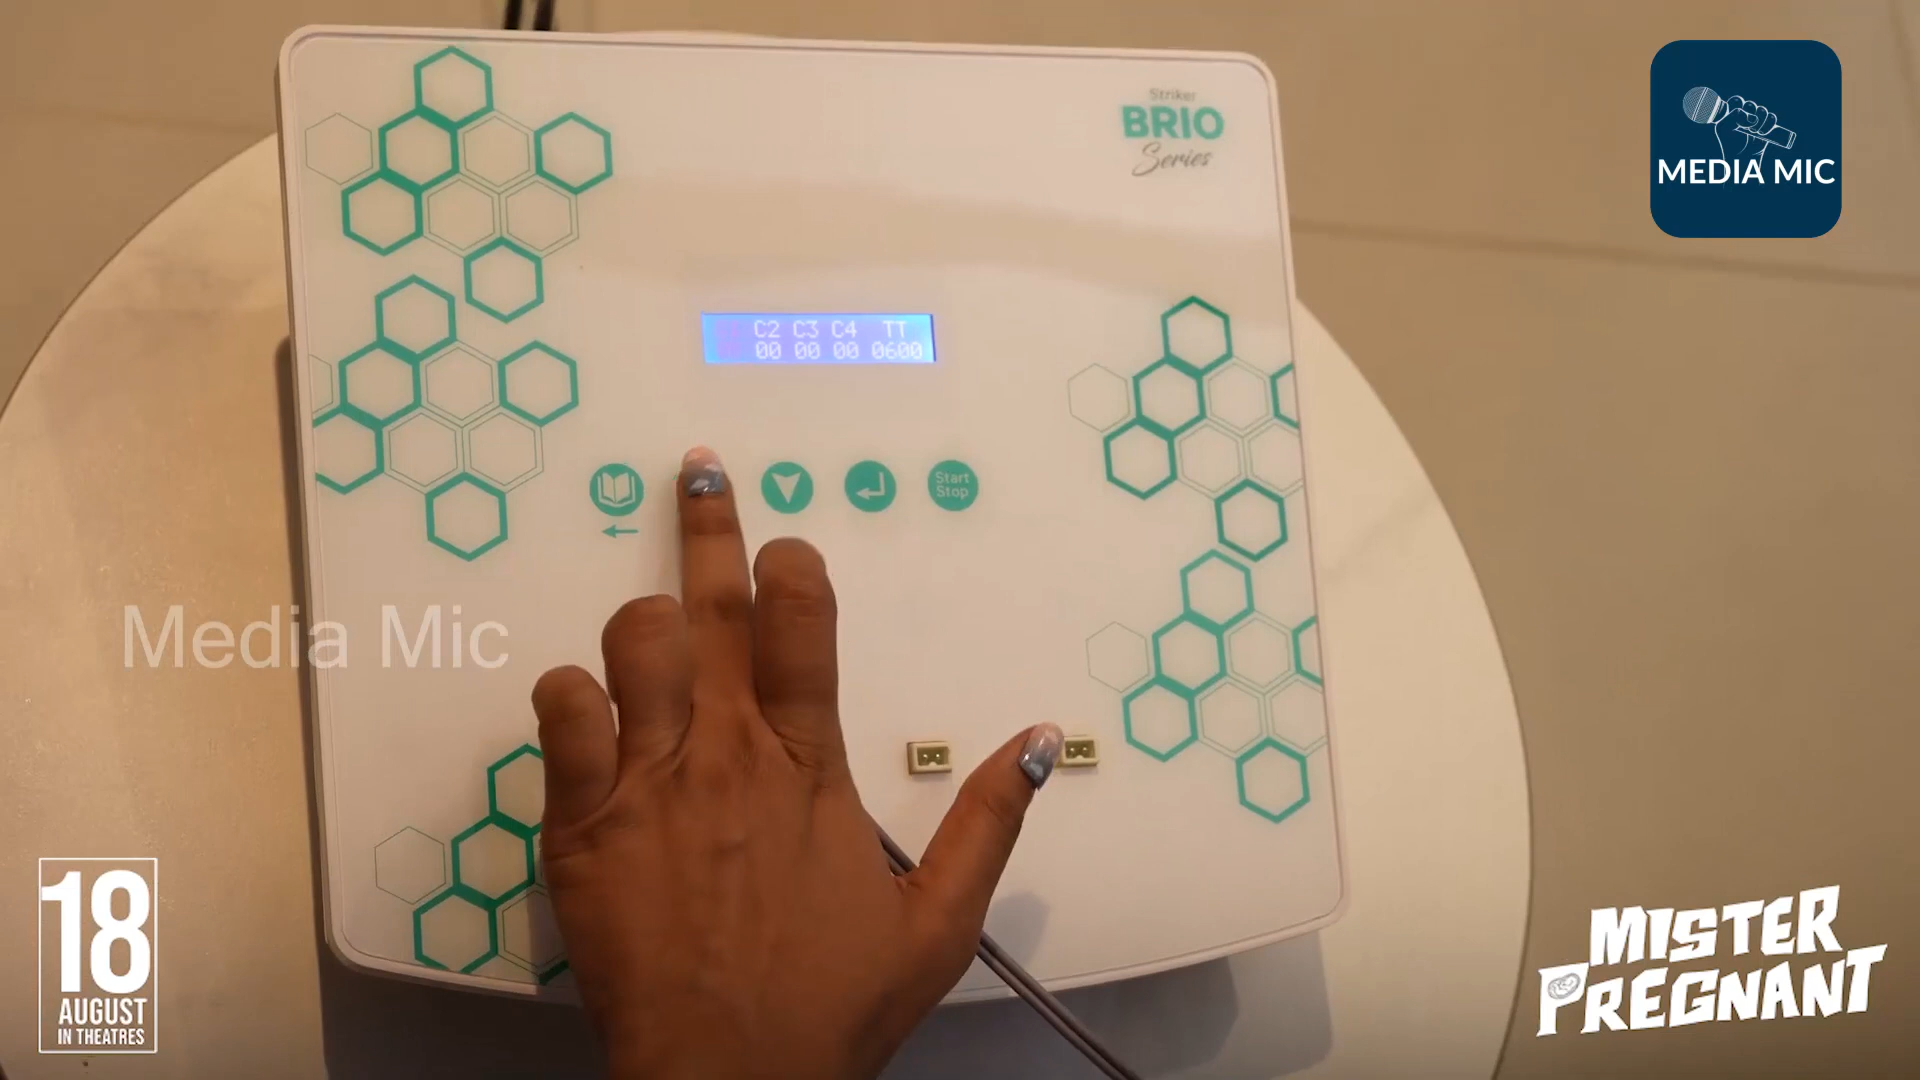 Striker
BRIO
Series
MEDIA MIC
C2 C3 C4 TT
00 00 00 0600
Start
Stop
Media Mic
18
AUGUST
IN THEATRES
MISTER
PREGNANT